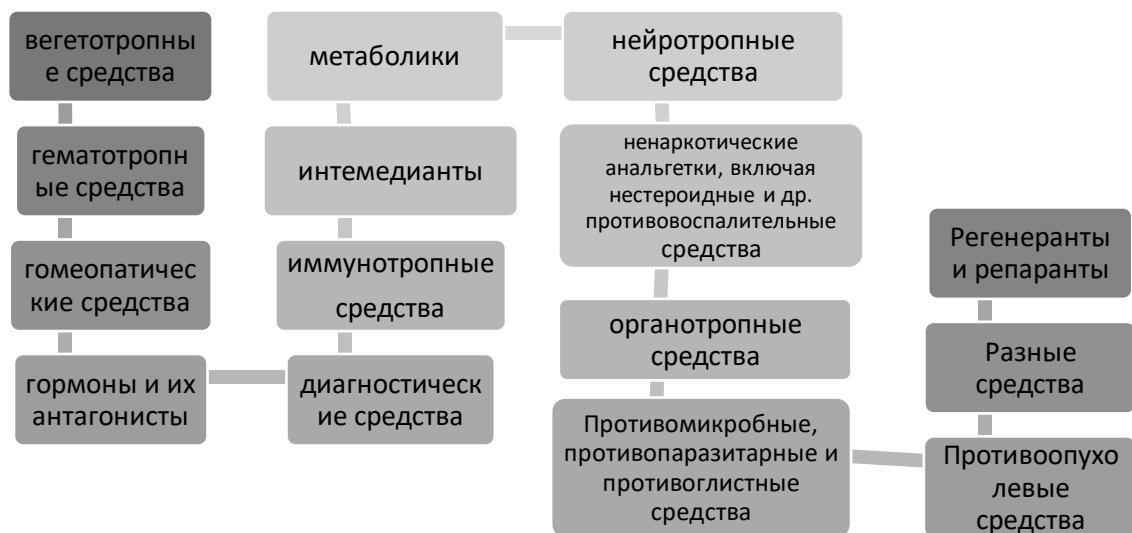 вегетотропны
е средства
гематотропн
ые средства
гомеопатичес
кие средства
гормоны и их
антагонисты
диагностическ
ие средства
иммунотропные
средства
интемедианты
метаболики
нейротропные
средства
ненаркотические
анальгетки, включая
нестероидные и др.
противовоспалительные
средства
органотропные
средства
Противомикробные,
противопаразитарные и
противоглистные
средства
Противоопухо
левые
средства
Разные
средства
Регенеранты
и репаранты